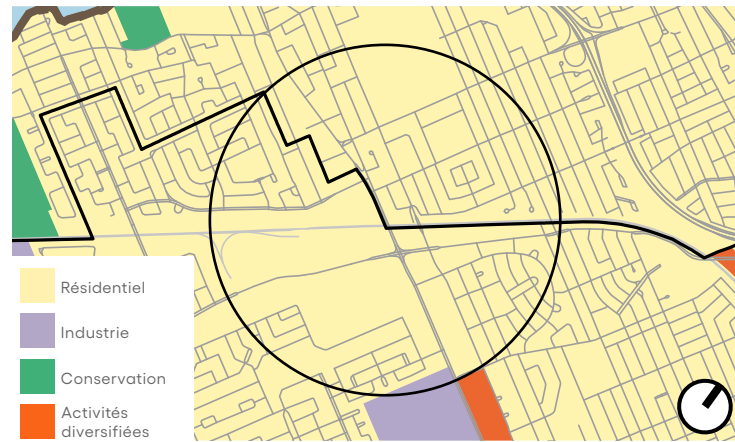 Résidentiel
Industrie
Conservation
Activités
diversifiées